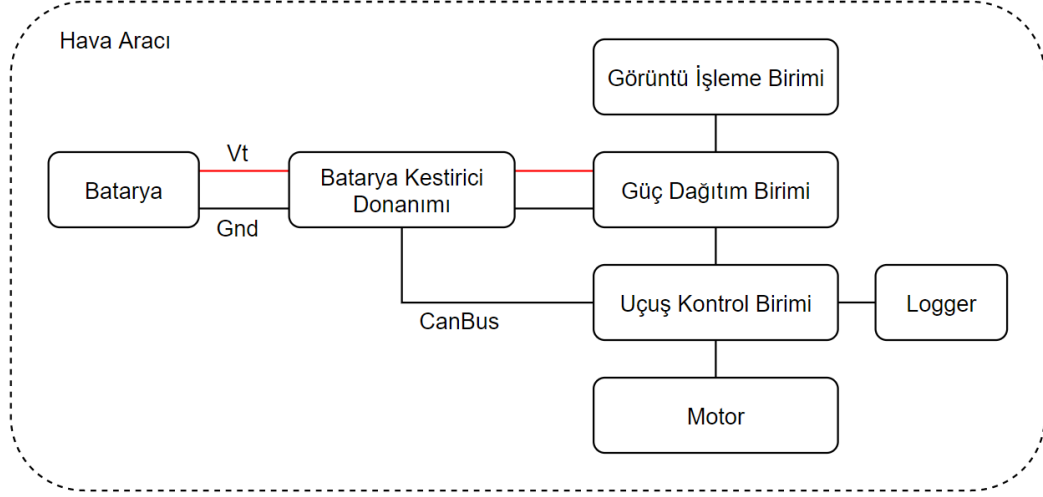 Hava Aracı
Görüntü İşleme Birimi
Vt
Batarya
Batarya Kestirici
Donanımı
Güç Dağıtım Birimi
Gnd
Uçuş Kontrol Birimi
Logger
CanBus
Motor